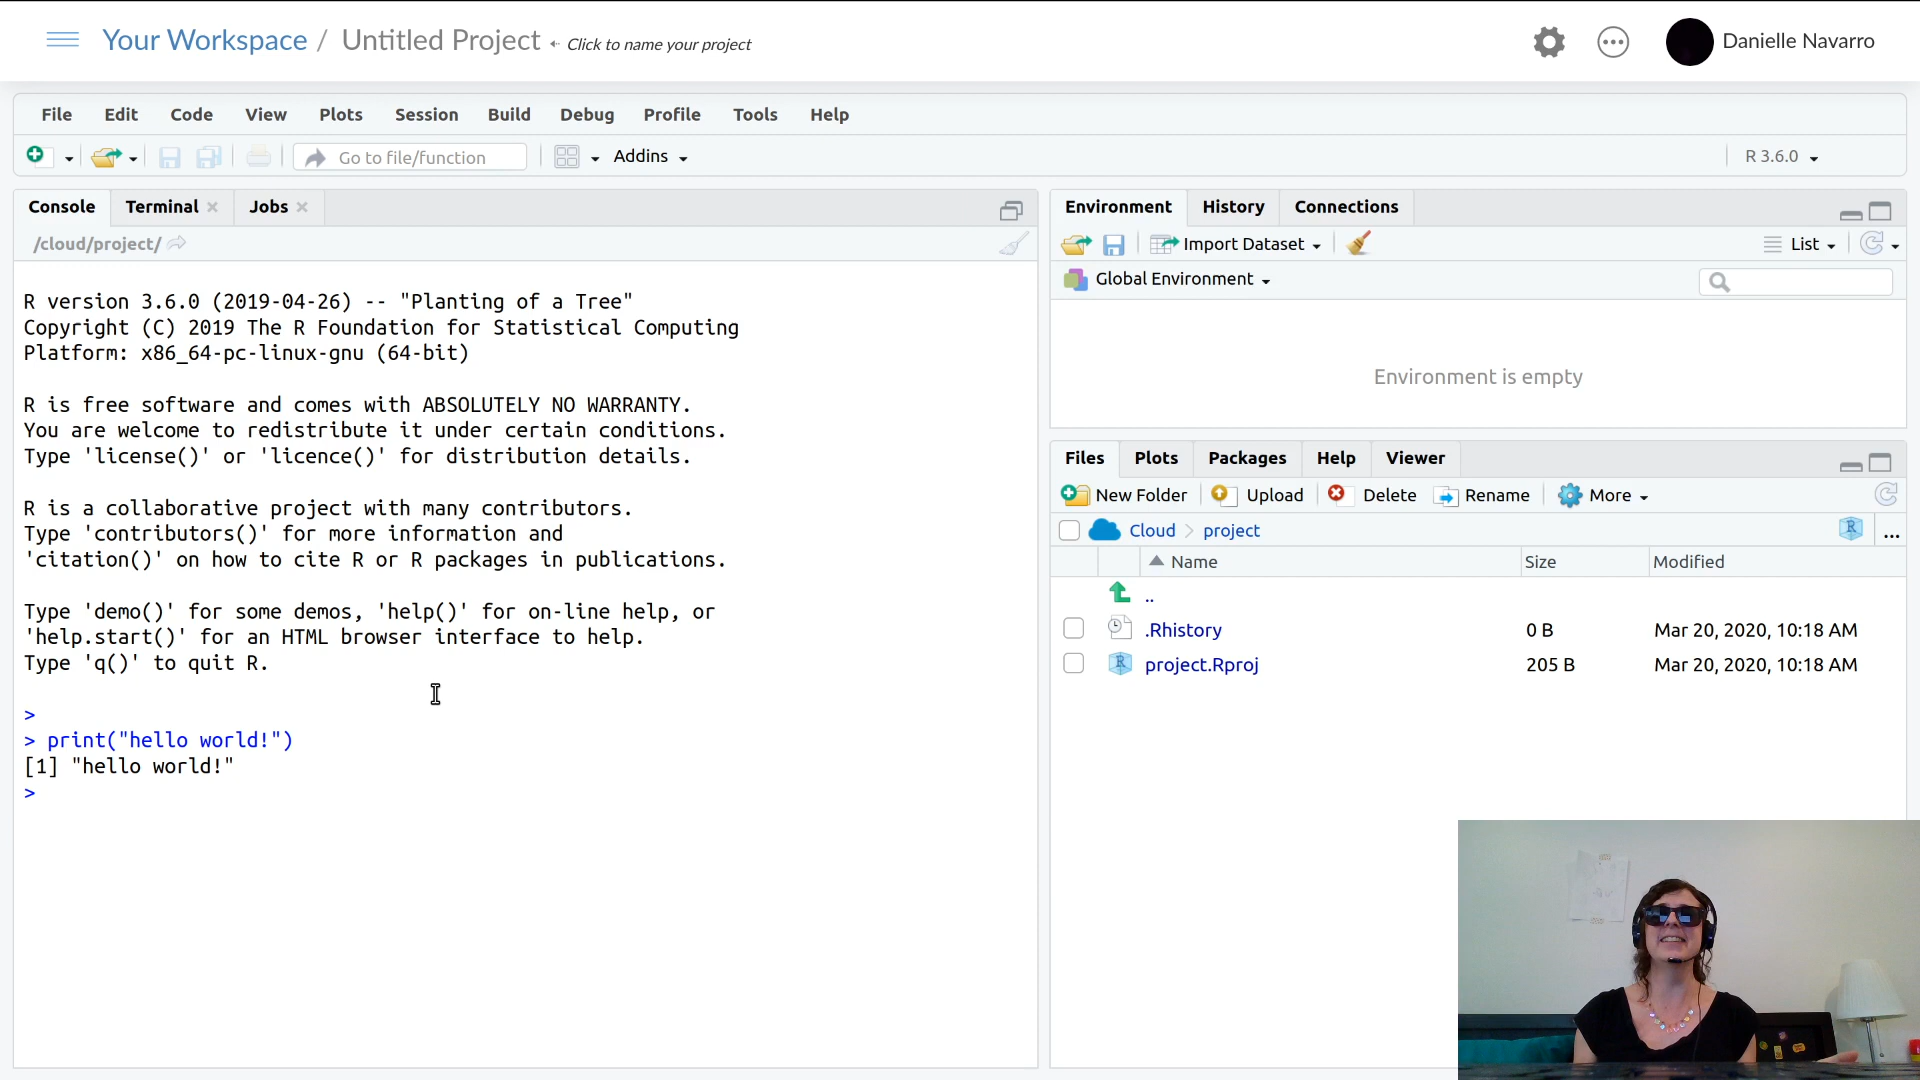 Your Workspace / Untitled Project ← Click to name your project
Danielle Navarro
File Edit Code View Plots Session Build Debug Profile Tools Help
Go to file/function Addins
R 3.6.0
Console Terminal Jobs
/cloud/project/
R version 3.6.0 (2019-04-26) -- "Planting of a Tree"
Copyright (C) 2019 The R Foundation for Statistical Computing
Platform: x86_64-pc-linux-gnu (64-bit)
R is free software and comes with ABSOLUTELY NO WARRANTY.
You are welcome to redistribute it under certain conditions.
Type 'license()' or 'licence()' for distribution details.
R is a collaborative project with many contributors.
Type 'contributors()' for more information and
'citation()' on how to cite R or R packages in publications.
Type 'demo()' for some demos, 'help()' for on-line help, or
'help.start()' for an HTML browser interface to help.
Type 'q()' to quit R.
>
> print("hello world!")
[1] "hello world!"
>
Environment History Connections
Import Dataset List
Global Environment
Environment is empty
Files Plots Packages Help Viewer
New Folder Upload Delete Rename More
Cloud project ...
Name Size Modified
..
.Rhistory 0 B Mar 20, 2020, 10:18 AM
project.Rproj 205 B Mar 20, 2020, 10:18 AM